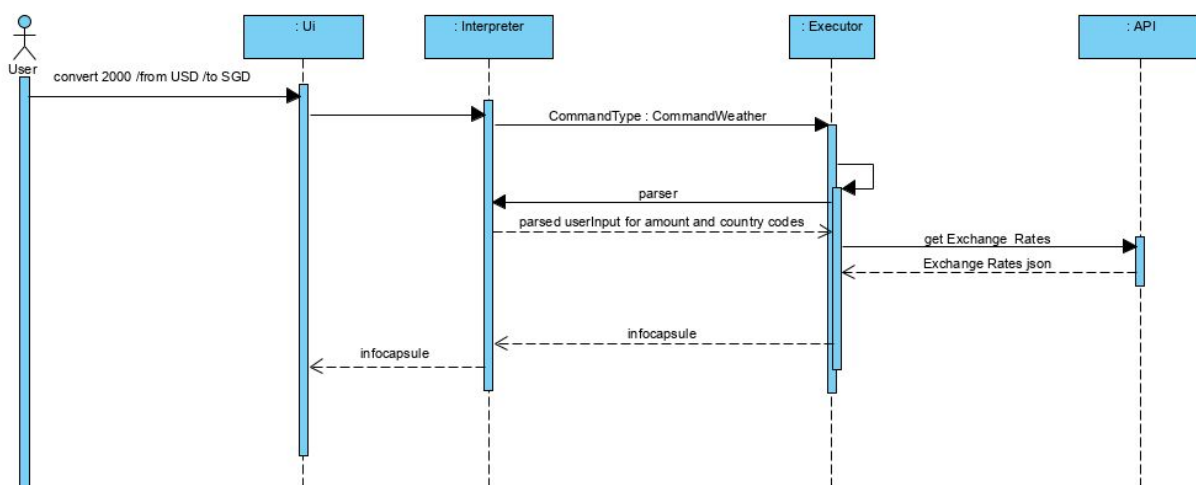 : Ui
: Interpreter
: Executor
: API
User
convert 2000 /from USD /to SGD
CommandType : CommandWeather
parser
parsed userInput for amount and country codes
get Exchange Rates
Exchange Rates json
infocapsule
infocapsule